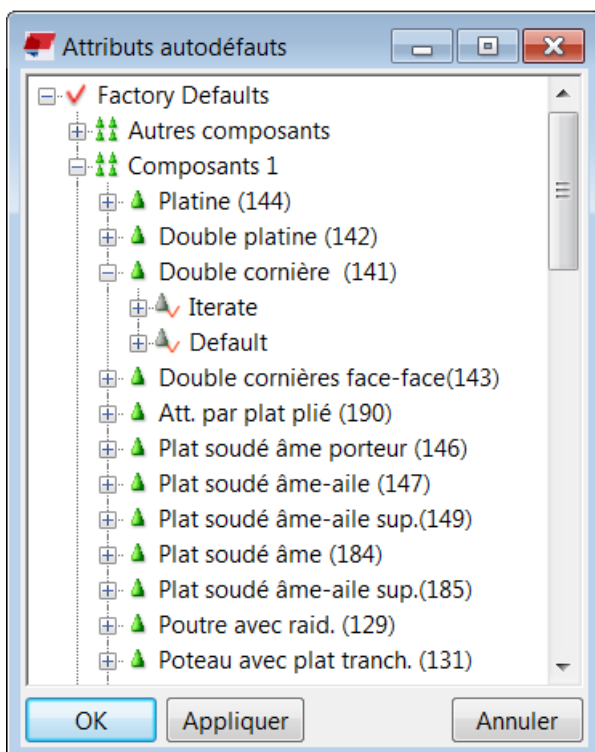 Attributs autodéfauts
Factory Defaults
Autres composants
Composants 1
Platine (144)
Double platine (142)
Double cornière (141)
Iterate
Default
Double cornières face-face(143)
Att. par plat plié (190)
Plat soudé âme porteur (146)
Plat soudé âme-aile (147)
Plat soudé âme-aile sup.(149)
Plat soudé âme (184)
Plat soudé âme-aile sup.(185)
Poutre avec raid. (129)
Poteau avec plat tranch. (131)
OK Appliquer Annuler